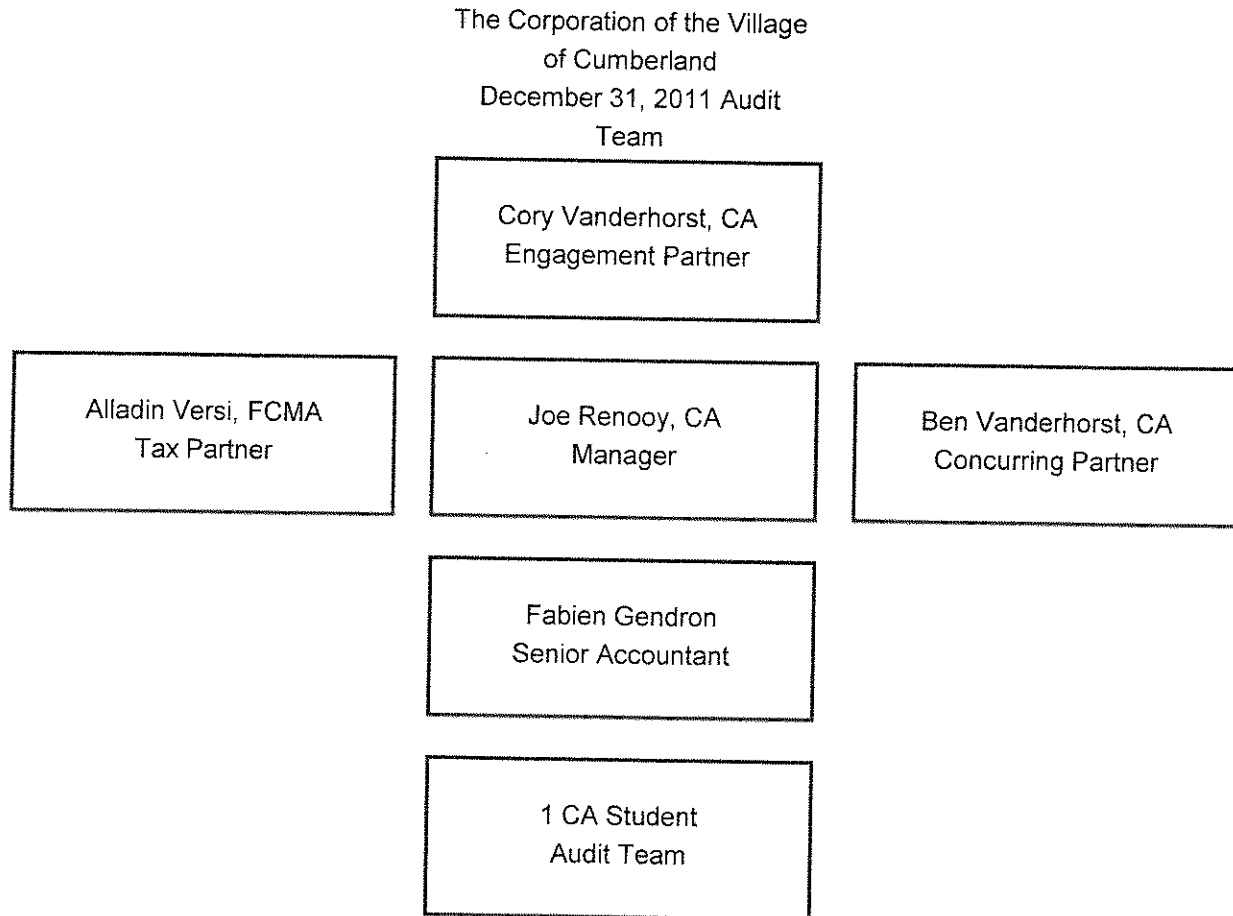 The Corporation of the Village
of Cumberland
December 31, 2011 Audit
Team
Cory Vanderhorst, CA
Engagement Partner
Alladin Versi, FCMA
Tax Partner
Joe Renooy, CA
Manager
Ben Vanderhorst, CA
Concurring Partner
Fabien Gendron
Senior Accountant
1 CA Student
Audit Team